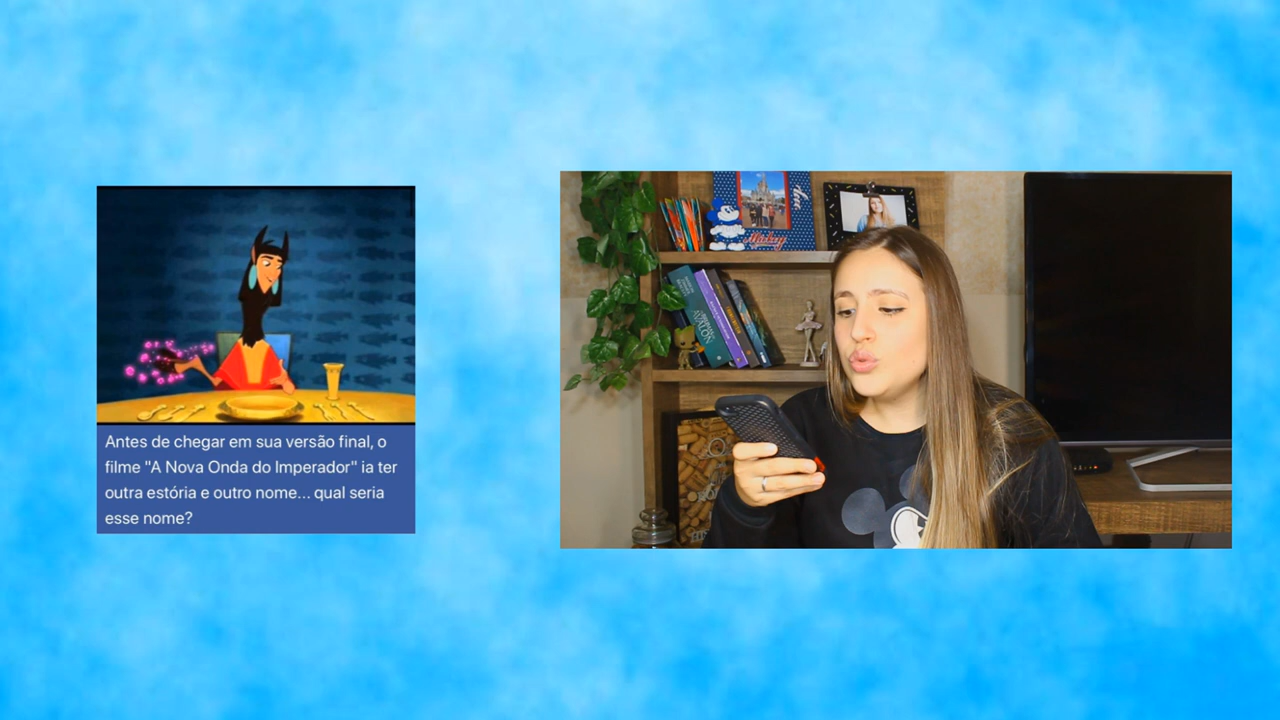 Antes de chegar em sua versão final, o
filme "A Nova Onda do Imperador" ia ter
outra estória e outro nome... qual seria
esse nome?
AVALON